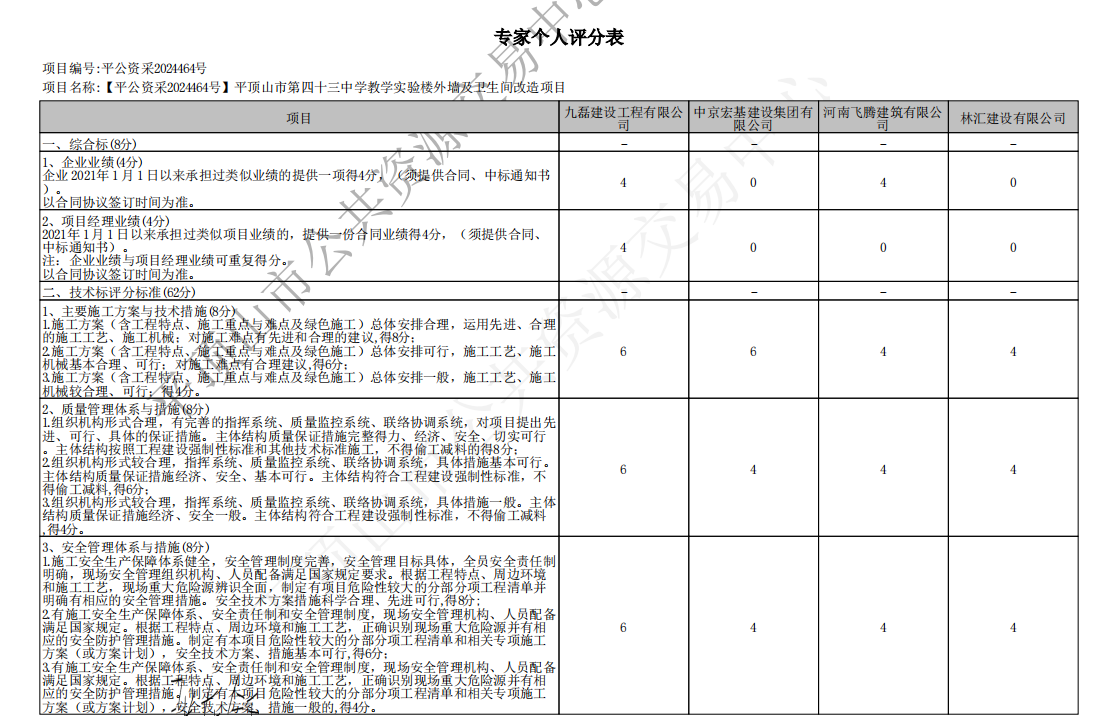 专家个人评分表
项目编号:平公资采2024464号
项目名称:【平公资采2024464号】平顶山市第四十三中学教学实验楼外墙及卫生间改造项目
项目
九磊建设工程有限公
司
中京宏基建设集团有
限公司
河南飞腾建筑有限公
司
林汇建设有限公司
一、综合标(8分)
– – – –
1、企业业绩(4分)
企业 2021年 1 月 1 日以来承担过类似业绩的提供一项得4分，（须提供合同、中标通知书
）。
以合同协议签订时间为准。
4 0 4 0
2、项目经理业绩(4分)
2021年 1 月 1 日以来承担过类似项目业绩的，提供一份合同业绩得4分，（须提供合同、
中标通知书）。
注：企业业绩与项目经理业绩可重复得分。
以合同协议签订时间为准。
4 0 0 0
二、技术标评分标准(62分)
– – – –
1、主要施工方案与技术措施(8分)
1.施工方案（含工程特点、施工重点与难点及绿色施工）总体安排合理，运用先进、合理
的施工工艺、施工机械；对施工难点有先进和合理的建议,得8分；
2.施工方案（含工程特点、施工重点与难点及绿色施工）总体安排可行，施工工艺、施工
机械基本合理、可行；对施工难点有合理建议,得6分；
3.施工方案（含工程特点、施工重点与难点及绿色施工）总体安排一般，施工工艺、施工
机械较合理、可行；得4分。
6 6 4 4
2、质量管理体系与措施(8分)
1.组织机构形式合理，有完善的指挥系统、质量监控系统、联络协调系统，对项目提出先
进、可行、具体的保证措施。主体结构质量保证措施完整得力、经济、安全、切实可行
。主体结构按照工程建设强制性标准和其他技术标准施工，不得偷工减料的得8分；
2.组织机构形式较合理，指挥系统、质量监控系统、联络协调系统，具体措施基本可行。
主体结构质量保证措施经济、安全、基本可行。主体结构符合工程建设强制性标准，不
得偷工减料,得6分；
3.组织机构形式较合理，指挥系统、质量监控系统、联络协调系统，具体措施一般。主体
结构质量保证措施经济、安全一般。主体结构符合工程建设强制性标准，不得偷工减料
,得4分。
6 4 4 4
3、安全管理体系与措施(8分)
1.施工安全生产保障体系健全，安全管理制度完善，安全管理目标具体，全员安全责任制
明确，现场安全管理组织机构、人员配备满足国家规定要求。根据工程特点、周边环境
和施工工艺，现场重大危险源辨识全面，制定有项目危险性较大的分部分项工程清单并
明确有相应的安全管理措施。安全技术方案措施科学合理、先进可行,得8分；
2.有施工安全生产保障体系、安全责任制和安全管理制度，现场安全管理机构、人员配备
满足国家规定。根据工程特点、周边环境和施工工艺，正确识别现场重大危险源并有相
应的安全防护管理措施。制定有本项目危险性较大的分部分项工程清单和相关专项施工
方案（或方案计划），安全技术方案、措施基本可行,得6分；
3.有施工安全生产保障体系、安全责任制和安全管理制度，现场安全管理机构、人员配备
满足国家规定。根据工程特点、周边环境和施工工艺，正确识别现场重大危险源并有相
应的安全防护管理措施。制定有本项目危险性较大的分部分项工程清单和相关专项施工
方案（或方案计划），安全技术方案、措施一般的,得4分。
6 4 4 4
平顶山市公共资源交易中心